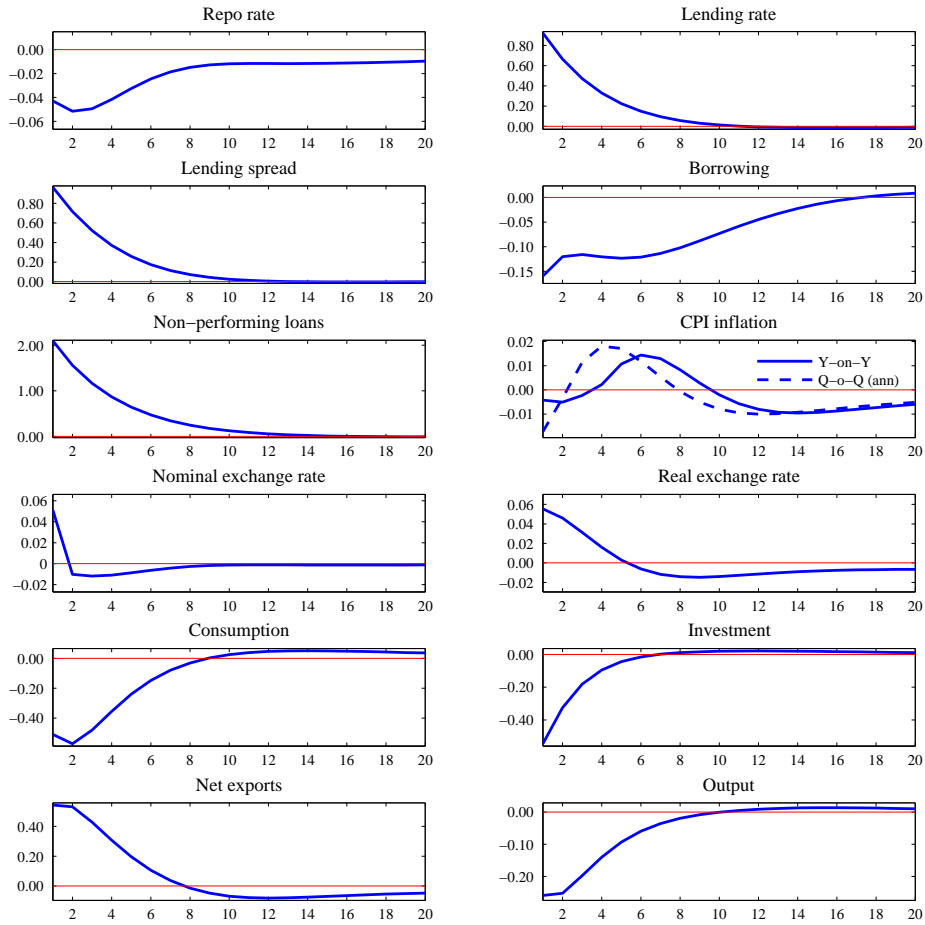 Repo rate
0.00
−0.02
−0.04
−0.06
2 4 6 8 10 12 14 16 18 20
Lending rate
0.80
0.60
0.40
0.20
0.00
2 4 6 8 10 12 14 16 18 20
Lending spread
0.80
0.60
0.40
0.20
0.00
2 4 6 8 10 12 14 16 18 20
Borrowing
0.00
−0.05
−0.10
−0.15
2 4 6 8 10 12 14 16 18 20
Non−performing loans
2.00
1.00
0.00
2 4 6 8 10 12 14 16 18 20
CPI inflation
0.02
0.01
0.00
−0.01
Y−on−Y
Q−o−Q (ann)
2 4 6 8 10 12 14 16 18 20
Nominal exchange rate
0.06
0.04
0.02
0
−0.02
2 4 6 8 10 12 14 16 18 20
Real exchange rate
0.06
0.04
0.02
0.00
−0.02
2 4 6 8 10 12 14 16 18 20
Consumption
0.00
−0.20
−0.40
2 4 6 8 10 12 14 16 18 20
Investment
0.00
−0.20
−0.40
2 4 6 8 10 12 14 16 18 20
Net exports
0.40
0.20
0.00
2 4 6 8 10 12 14 16 18 20
Output
0.00
−0.10
−0.20
2 4 6 8 10 12 14 16 18 20